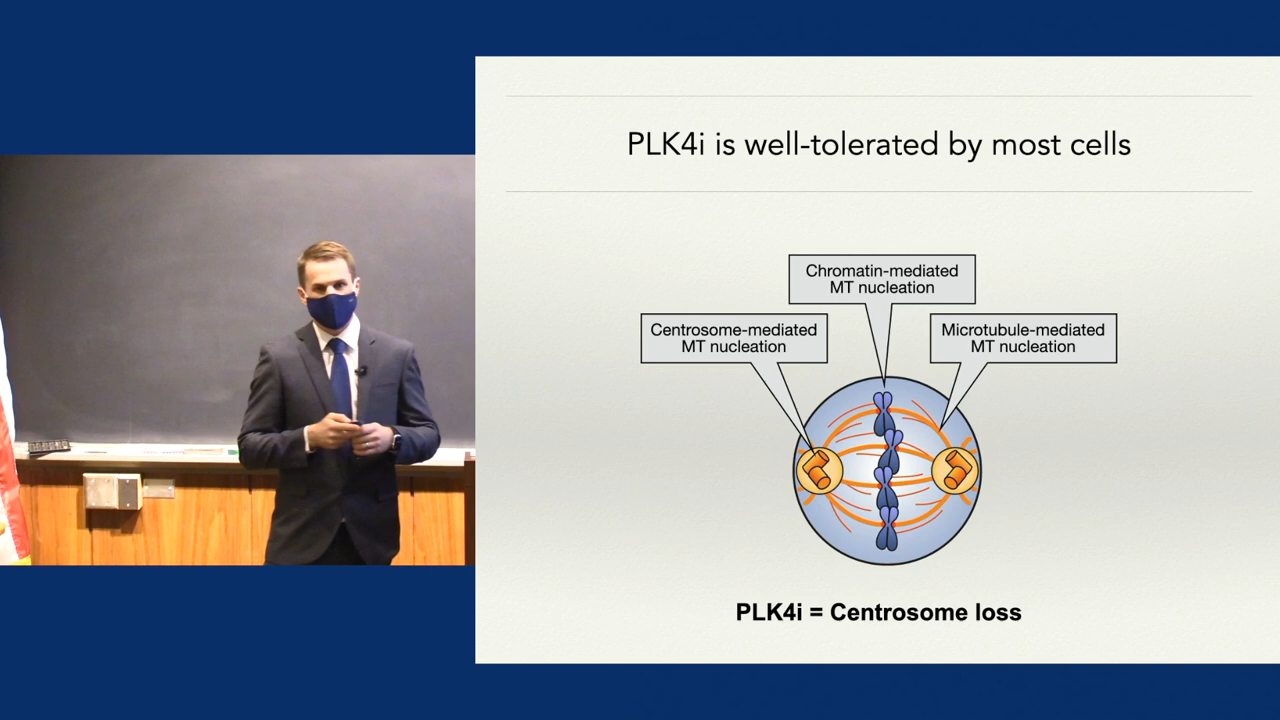 PLK4i is well-tolerated by most cells
Chromatin-mediated
MT nucleation
Centrosome-mediated
MT nucleation
Microtubule-mediated
MT nucleation
PLK4i = Centrosome loss